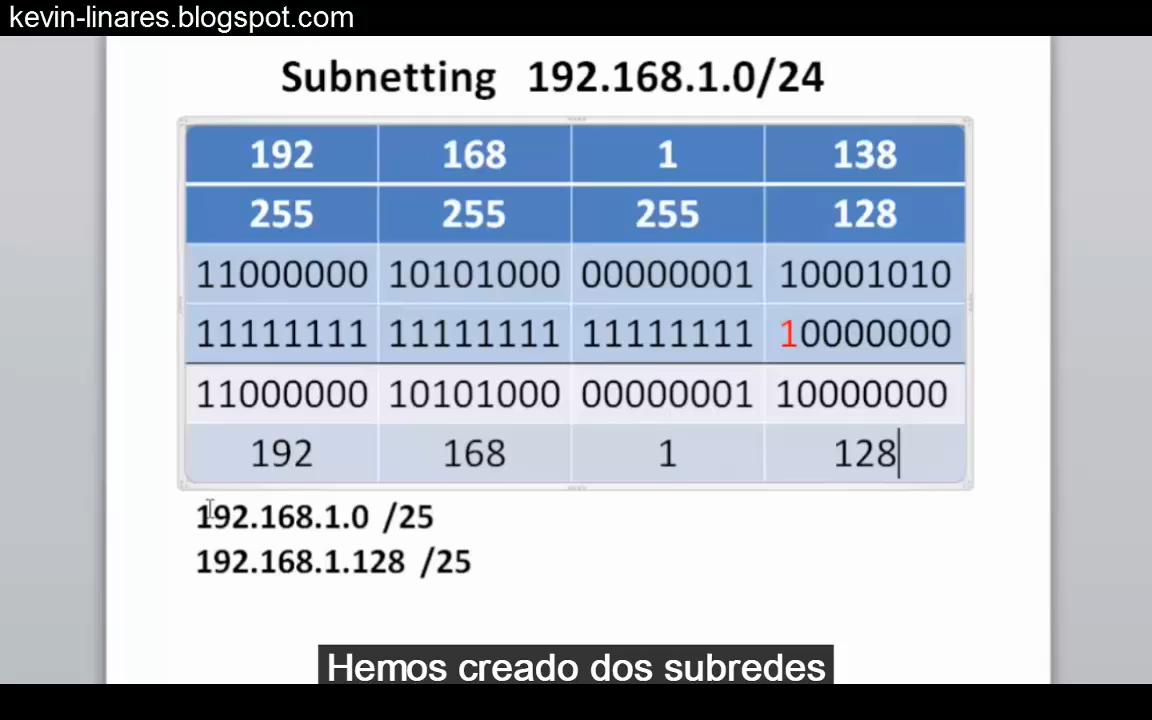 kevin-linares.blogspot.com
Subnetting 192.168.1.0/24
192 168 1 138
255 255 255 128
11000000 10101000 00000001 10001010
11111111 11111111 11111111 10000000
11000000 10101000 00000001 10000000
192 168 1 128
192.168.1.0 /25
192.168.1.128 /25
Hemos creado dos subredes